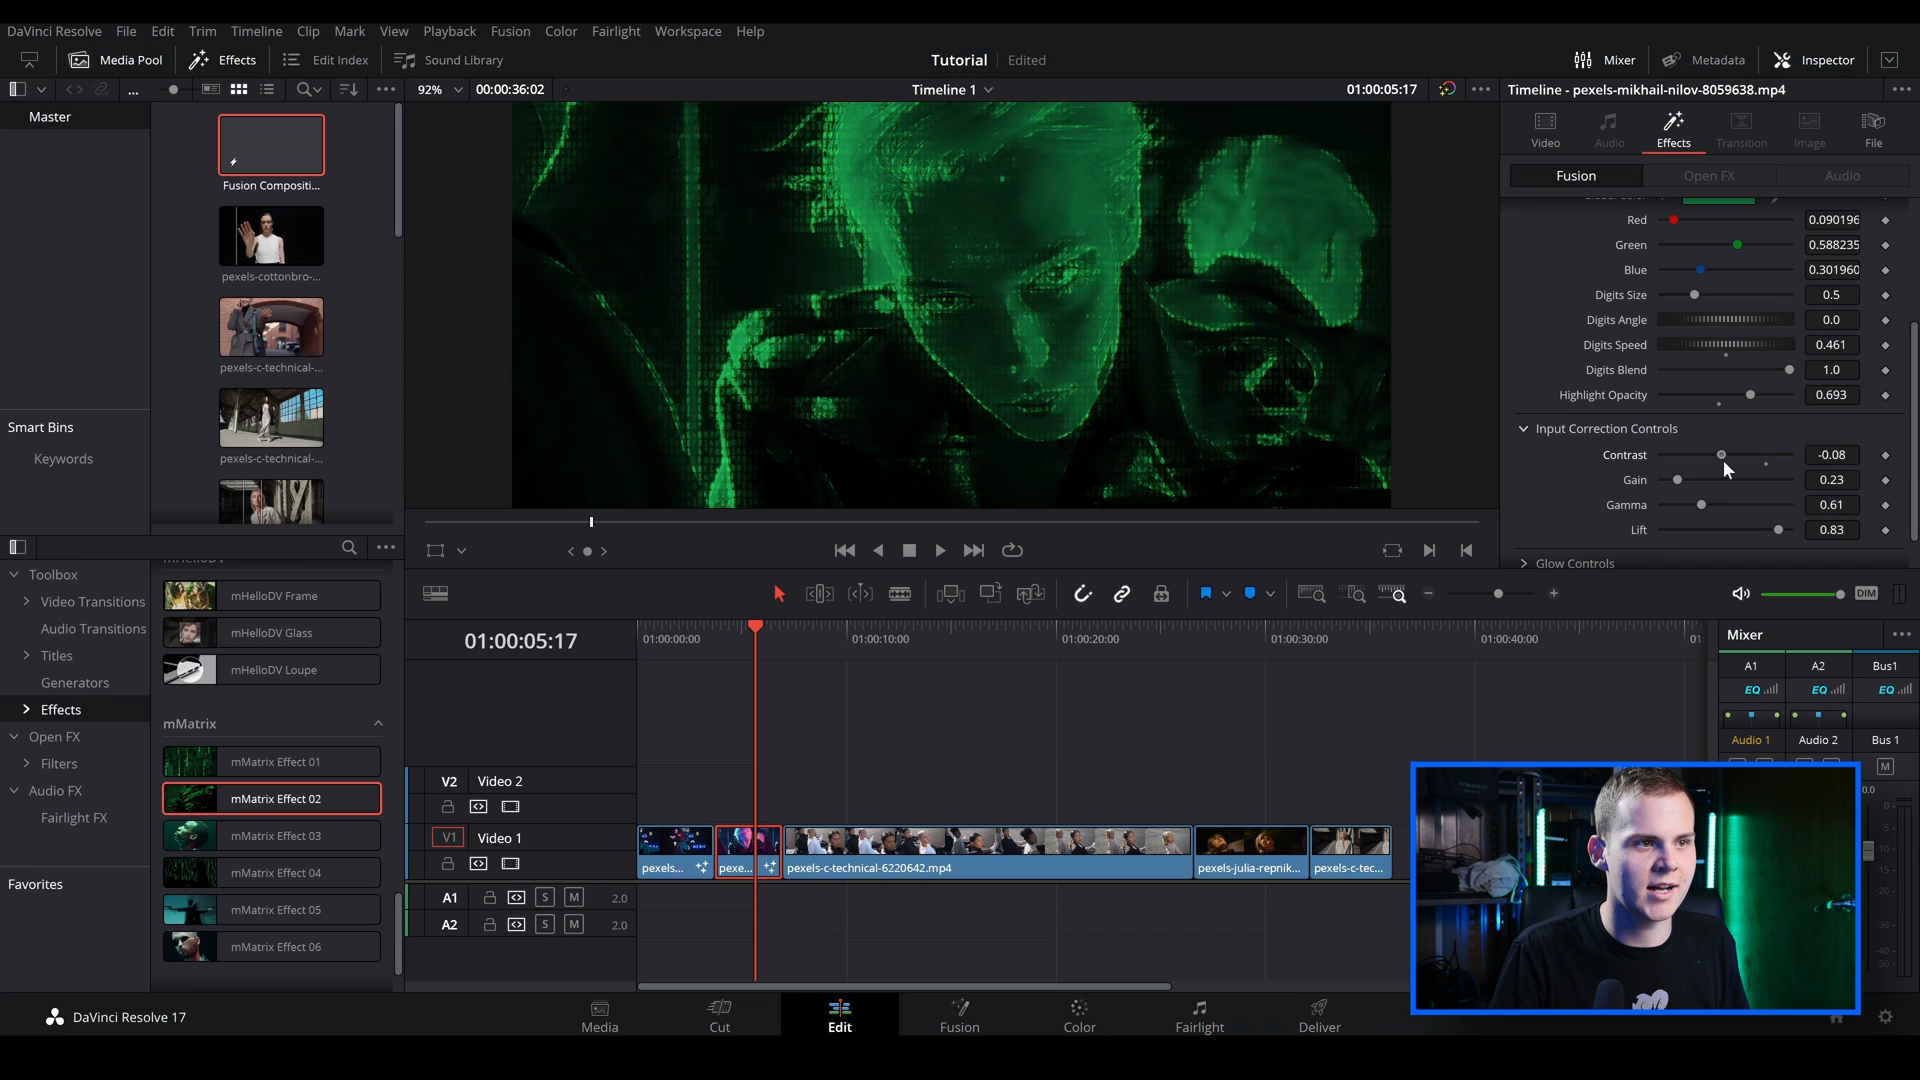 DaVinci Resolve File Edit Trim Timeline Clip Mark View Playback Fusion Color Fairlight Workspace Help
Media Pool Effects Edit Index Sound Library
Tutorial Edited
Mixer Metadata Inspector
92% 00:00:36:02
Timeline 1
01:00:05:17
Timeline - pexels-mikhail-nilov-8059638.mp4
Master
Fusion Compositi...
pexels-cottonbro-...
pexels-c-technical-...
pexels-c-technical-...
Smart Bins
Keywords
Video Audio Effects Transition Image File
Fusion Open FX Audio
Red 0.090196
Green 0.588235
Blue 0.301960
Digits Size 0.5
Digits Angle 0.0
Digits Speed 0.461
Digits Blend 1.0
Highlight Opacity 0.693
Input Correction Controls
Contrast -0.08
Gain 0.23
Gamma 0.61
Lift 0.83
Glow Controls
Toolbox
Video Transitions
Audio Transitions
Titles
Generators
Effects
Open FX
Filters
Audio FX
Fairlight FX
Favorites
mHelloDV Frame
mHelloDV Glass
mHelloDV Loupe
mMatrix
mMatrix Effect 01
mMatrix Effect 02
mMatrix Effect 03
mMatrix Effect 04
mMatrix Effect 05
mMatrix Effect 06
DIM
01:00:05:17
01:00:00:00 01:00:10:00 01:00:20:00 01:00:30:00 01:00:40:00
V2 Video 2
V1 Video 1
pexels... pexe... pexels-c-technical-6220642.mp4 pexels-julia-repnik... pexels-c-tec...
A1 S M 2.0
A2 S M 2.0
Mixer
A1 A2 Bus1
EQ EQ EQ
Audio 1 Audio 2 Bus 1
M
DaVinci Resolve 17
Media Cut Edit Fusion Color Fairlight Deliver